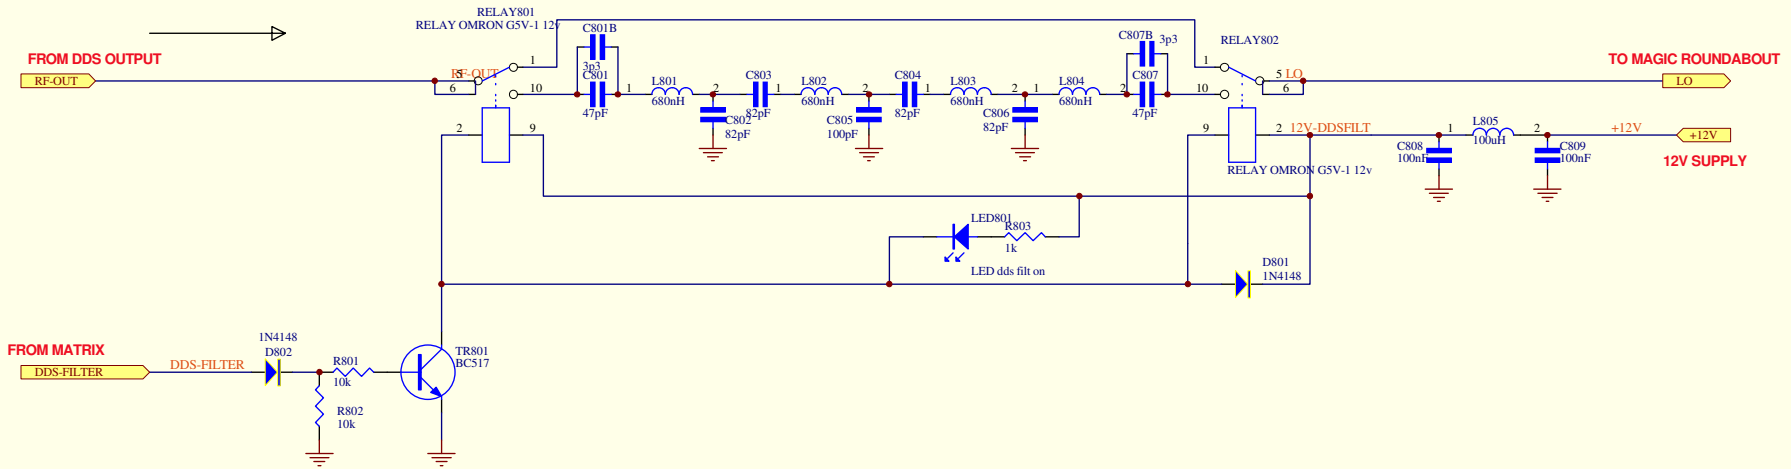 RELAY801
RELAY OMRON G5V-1 12v
C801B
3p3
C807B
3p3
RELAY802
FROM DDS OUTPUT
RF-OUT
RF-OUT
5
6
1
10
C801
47pF
1
L801
680nH
2
C802
82pF
C803
82pF
1
L802
680nH
2
C805
100pF
2
C804
82pF
1
L803
680nH
2
C806
82pF
1
L804
680nH
2
C807
47pF
1
10
5
6
LO
TO MAGIC ROUNDABOUT
LO
2
9
9
2
12V-DDSFILT
RELAY OMRON G5V-1 12v
C808
100nF
1
L805
100uH
2
C809
100nF
+12V
+12V
12V SUPPLY
LED801
R803
1k
LED dds filt on
D801
1N4148
FROM MATRIX
DDS-FILTER
DDS-FILTER
1N4148
D802
R801
10k
R802
10k
TR801
BC517